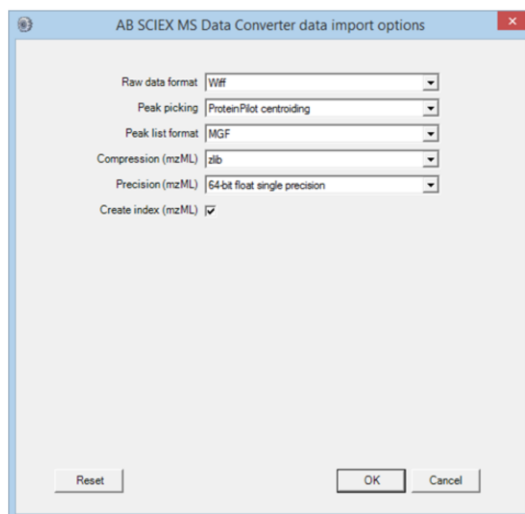 AB SCIEX MS Data Converter data import options
Raw data format Wiff
Peak picking ProteinPilot centroiding
Peak list format MGF
Compression (mzML) zlib
Precision (mzML) 64-bit float single precision
Create index (mzML)
Reset OK Cancel